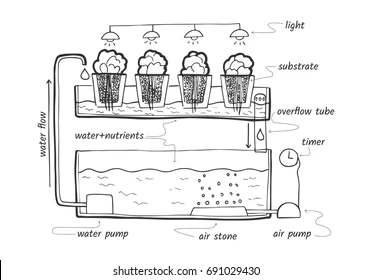 light
substrate
overflow tube
water+nutrients
timer
water flow
water pump
air stone
air pump
shutterstock.com · 691029430